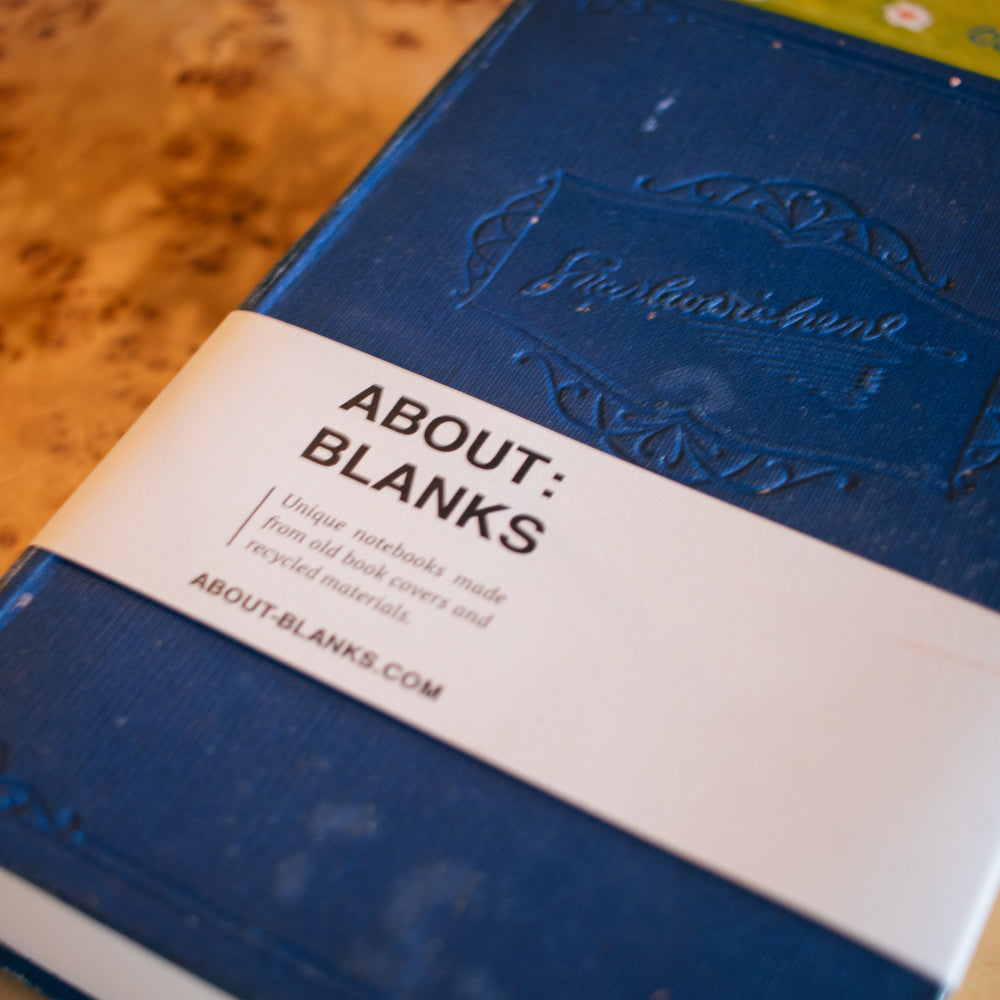 ABOUT:
BLANKS
Unique notebooks made
from old book covers and
recycled materials.
ABOUT-BLANKS.COM